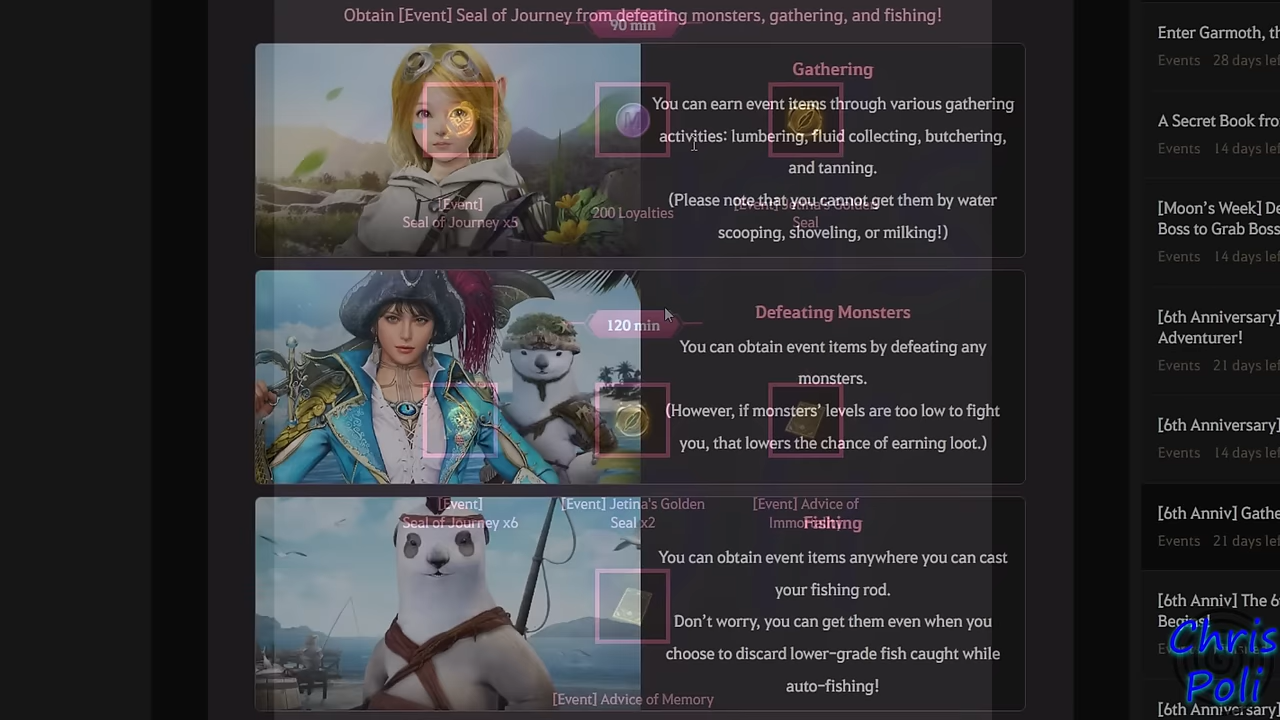 Obtain [Event] Seal of Journey from defeating monsters, gathering, and fishing!
90 min
Gathering
You can earn event items through various gathering
activities: lumbering, fluid collecting, butchering,
and tanning.
(Please note that you cannot get them by water
scooping, shoveling, or milking!)
[Event]
Seal of Journey x5
200 Loyalties
[Event] Jetina's Golden
Seal
120 min
Defeating Monsters
You can obtain event items by defeating any
monsters.
(However, if monsters' levels are too low to fight
you, that lowers the chance of earning loot.)
[Event]
Seal of Journey x6
[Event] Jetina's Golden
Seal x2
[Event] Advice of
Fishing
You can obtain event items anywhere you can cast
your fishing rod.
Don't worry, you can get them even when you
choose to discard lower-grade fish caught while
auto-fishing!
[Event] Advice of Memory
Enter Garmoth, th
Events 28 days lef
A Secret Book fro
Events 14 days lef
[Moon's Week] De
Boss to Grab Boss
Events 14 days lef
[6th Anniversary]
Adventurer!
Events 21 days lef
[6th Anniversary]
Events 14 days lef
[6th Anniv] Gathe
Events 21 days lef
[6th Anniv] The 6
Begins!
[6th Anniversary]
Chris
Poli